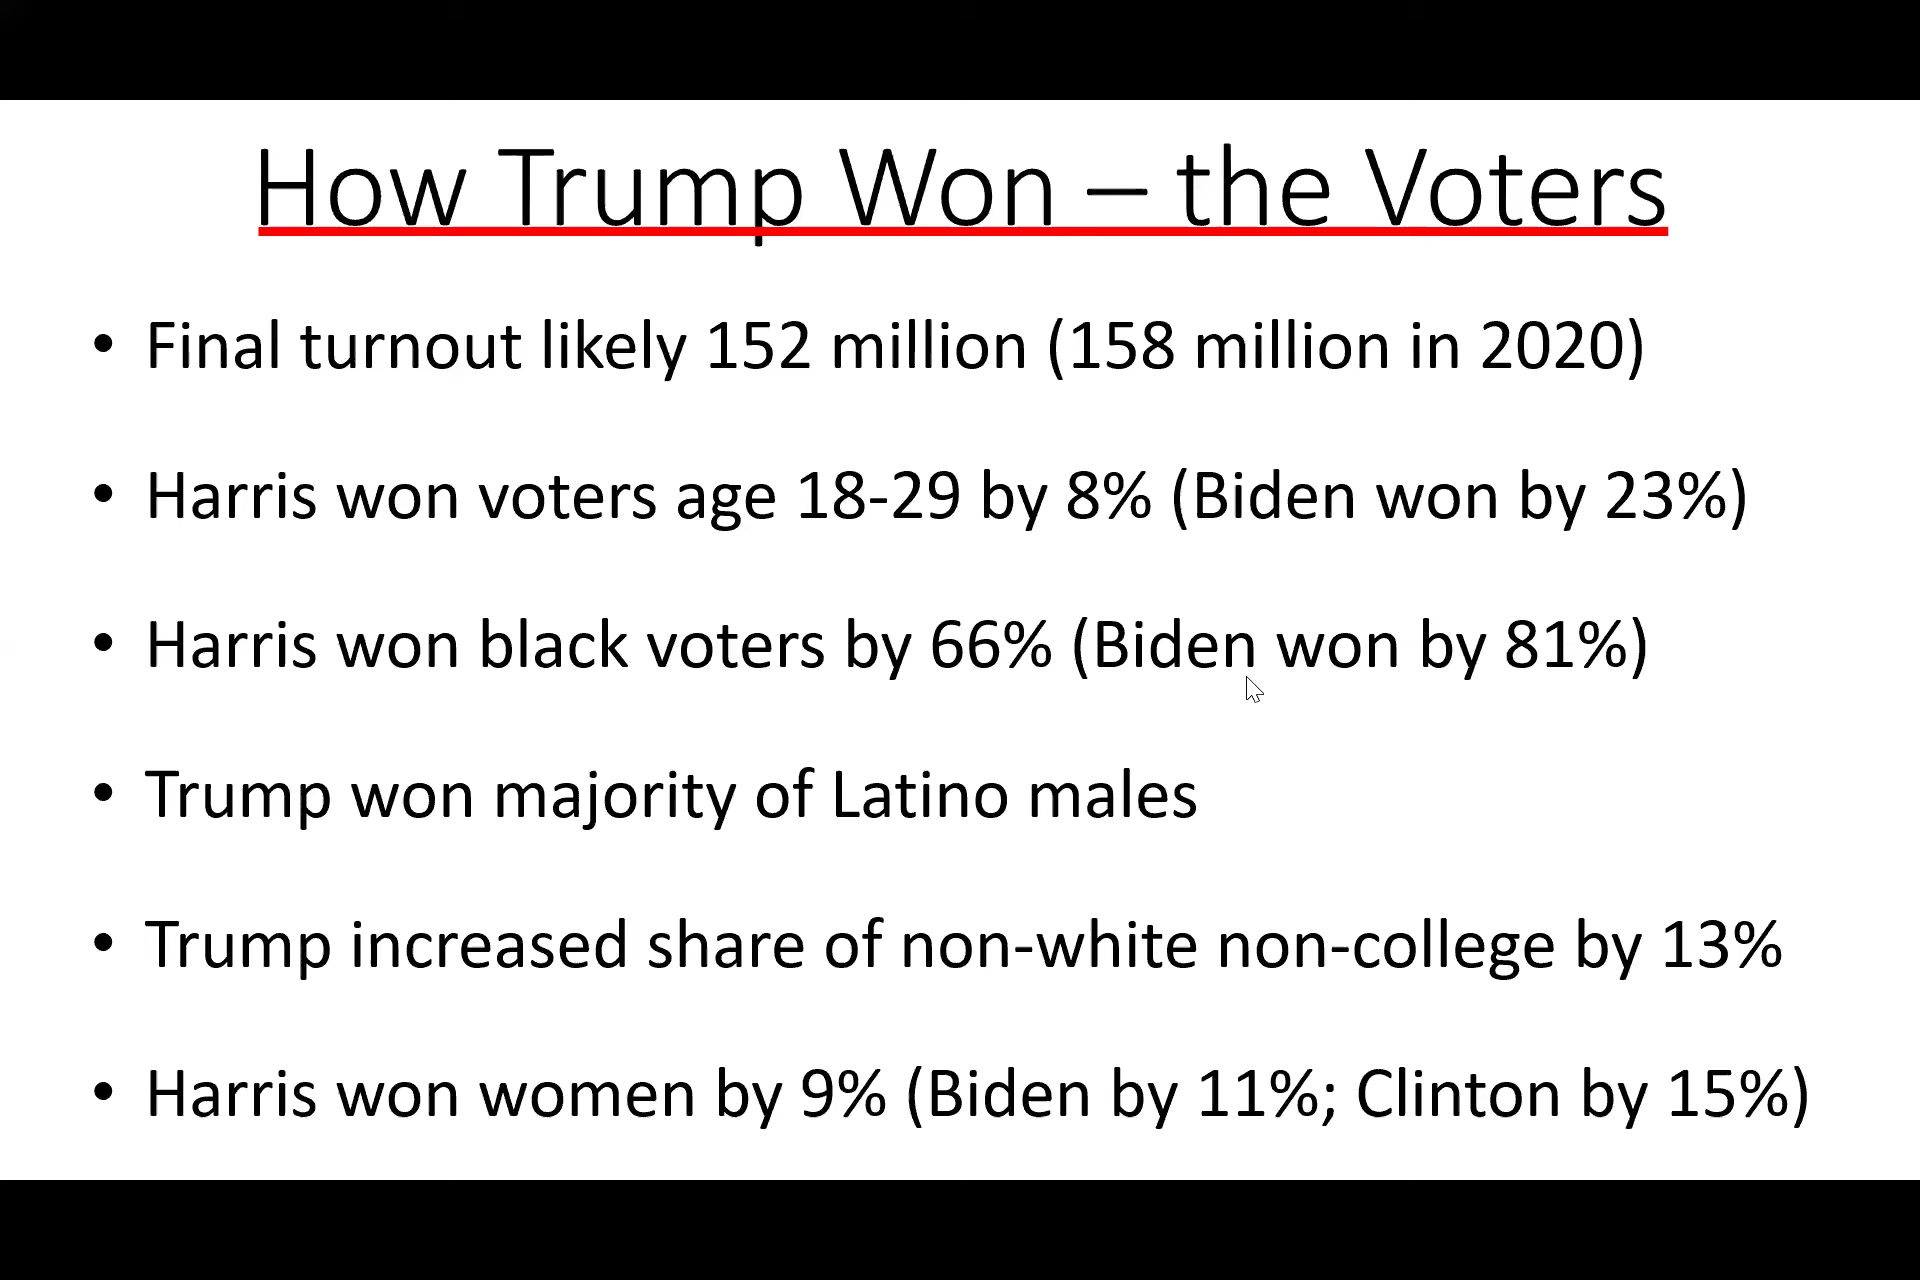 How Trump Won – the Voters
• Final turnout likely 152 million (158 million in 2020)
• Harris won voters age 18-29 by 8% (Biden won by 23%)
• Harris won black voters by 66% (Biden won by 81%)
• Trump won majority of Latino males
• Trump increased share of non-white non-college by 13%
• Harris won women by 9% (Biden by 11%; Clinton by 15%)